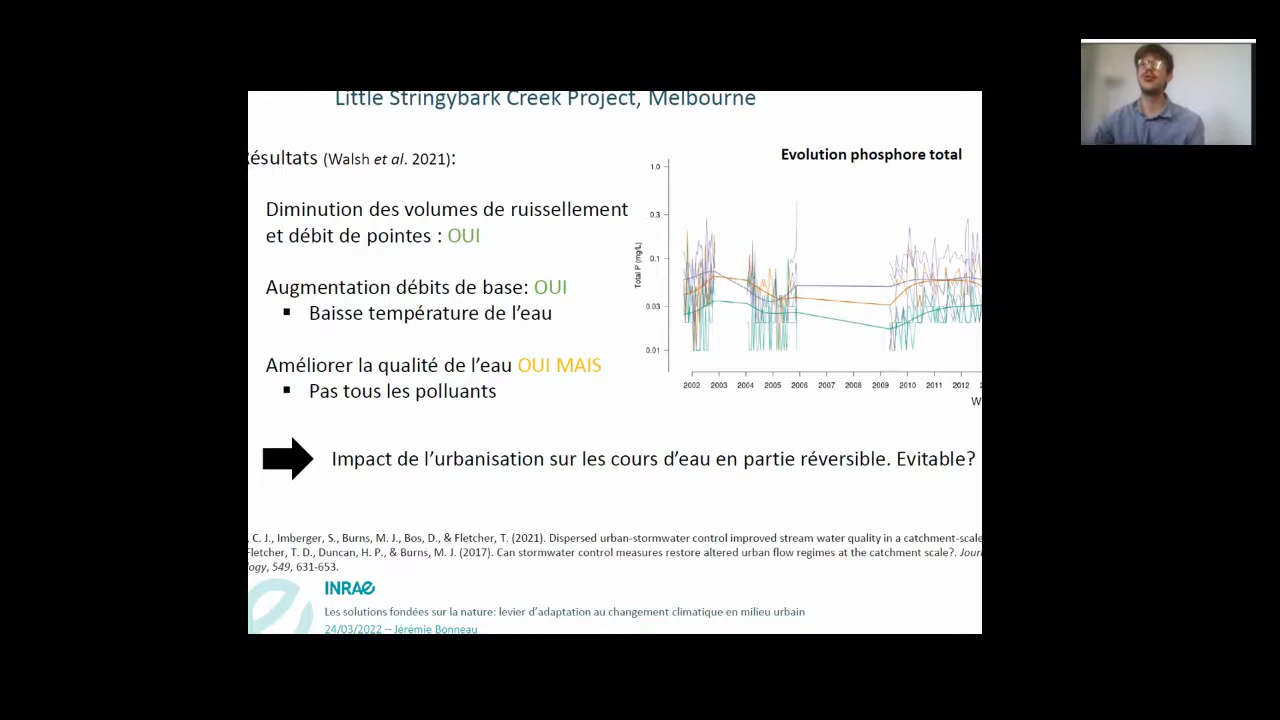 Little Stringybark Creek Project, Melbourne
ésultats (Walsh et al. 2021):
Diminution des volumes de ruissellement
et débit de pointes : OUI
Augmentation débits de base: OUI
▪ Baisse température de l'eau
Améliorer la qualité de l'eau OUI MAIS
▪ Pas tous les polluants
Evolution phosphore total
Total P (mg/L)
1.0
0.3
0.1
0.03
0.01
2002 2003 2004 2005 2006 2007 2008 2009 2010 2011 2012
W
Impact de l'urbanisation sur les cours d'eau en partie réversible. Evitable?
. C. J., Imberger, S., Burns, M. J., Bos, D., & Fletcher, T. (2021). Dispersed urban-stormwater control improved stream water quality in a catchment-scale
Fletcher, T. D., Duncan, H. P., & Burns, M. J. (2017). Can stormwater control measures restore altered urban flow regimes at the catchment scale?. Jour
ogy, 549, 631-653.
INRAE
Les solutions fondées sur la nature: levier d'adaptation au changement climatique en milieu urbain
24/03/2022 – Jérémie Bonneau